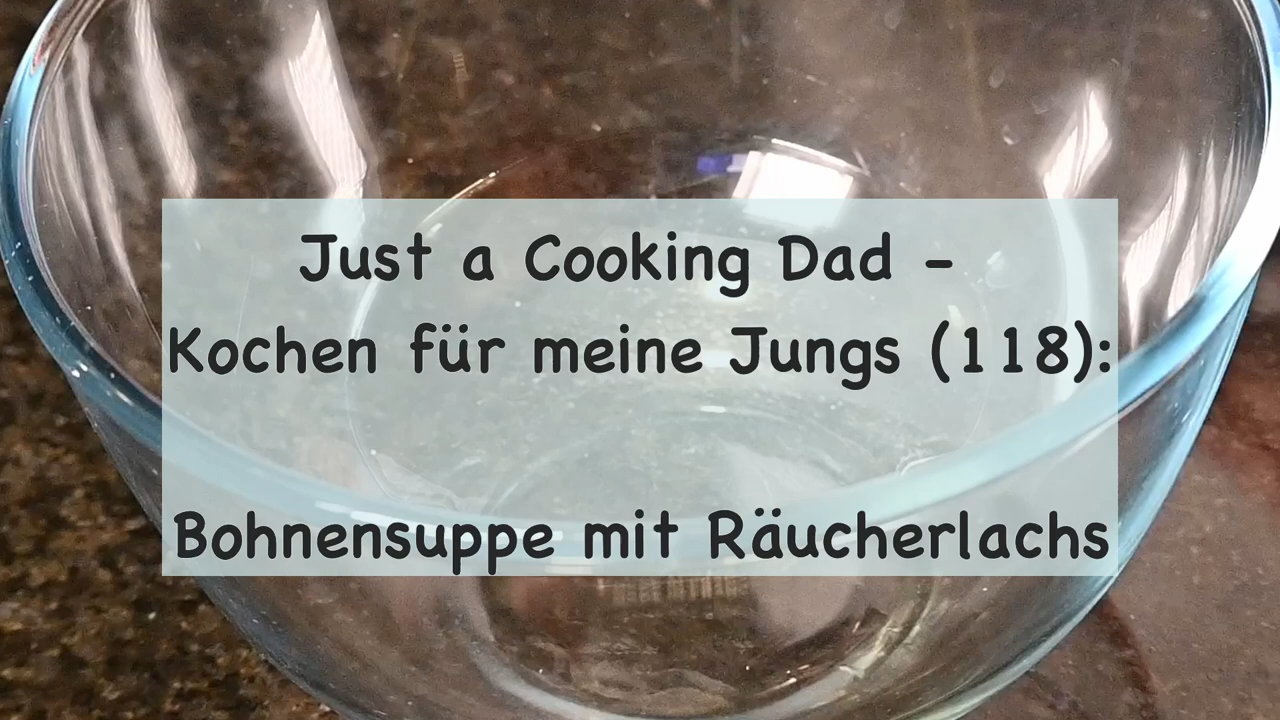 Just a Cooking Dad -
Kochen für meine Jungs (118):
Bohnensuppe mit Räucherlachs